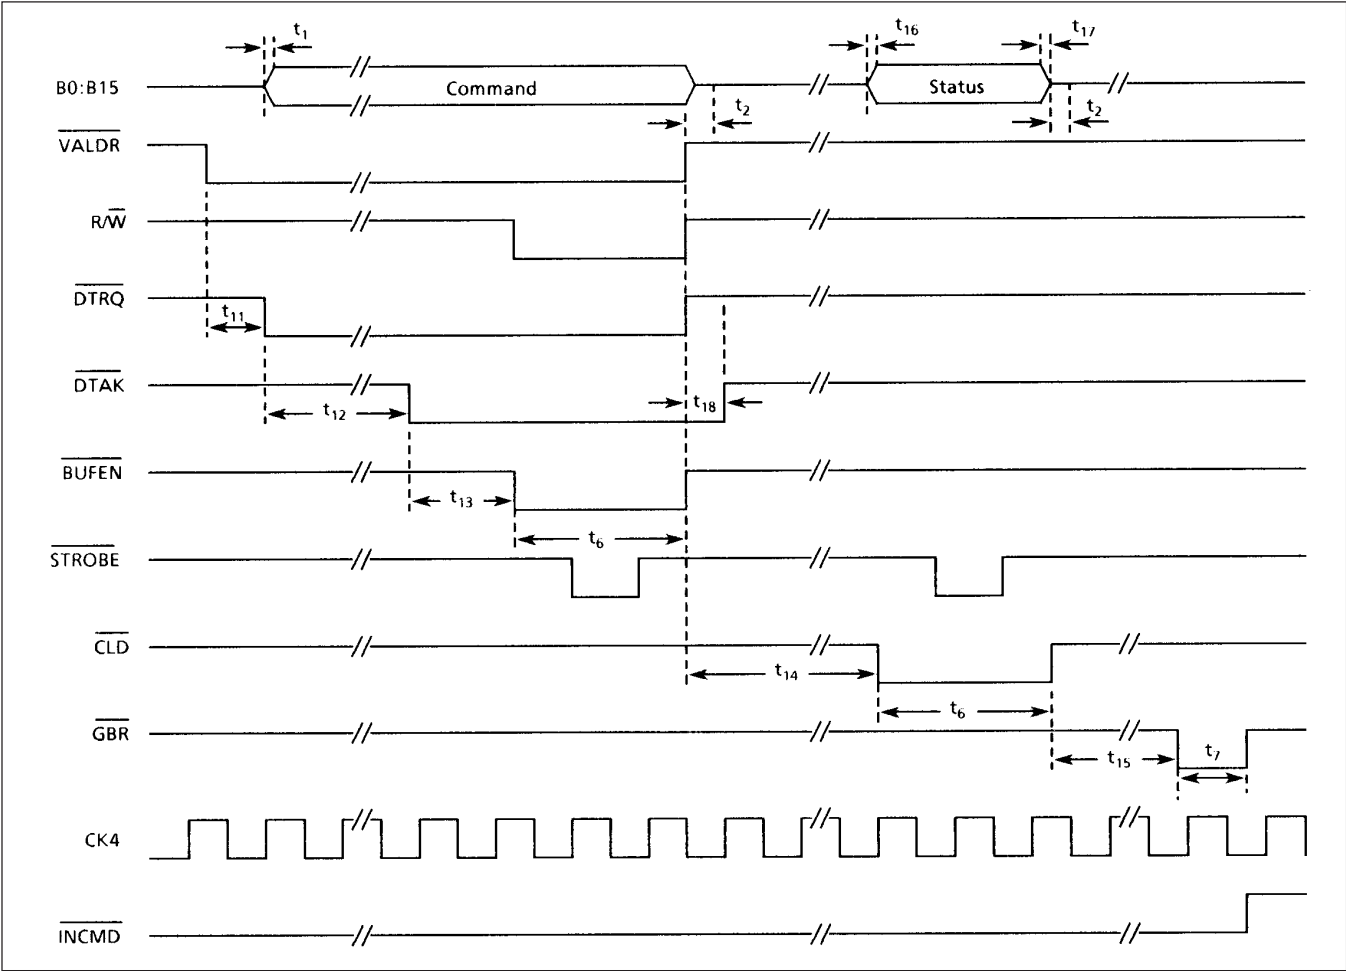 t1
t16
t17
B0:B15
Command
Status
t2
t2
VALDR
R/W
DTRQ
t11
DTAK
t12
t18
BUFEN
t13
t6
STROBE
CLD
t14
t6
GBR
t15
t7
CK4
INCMD